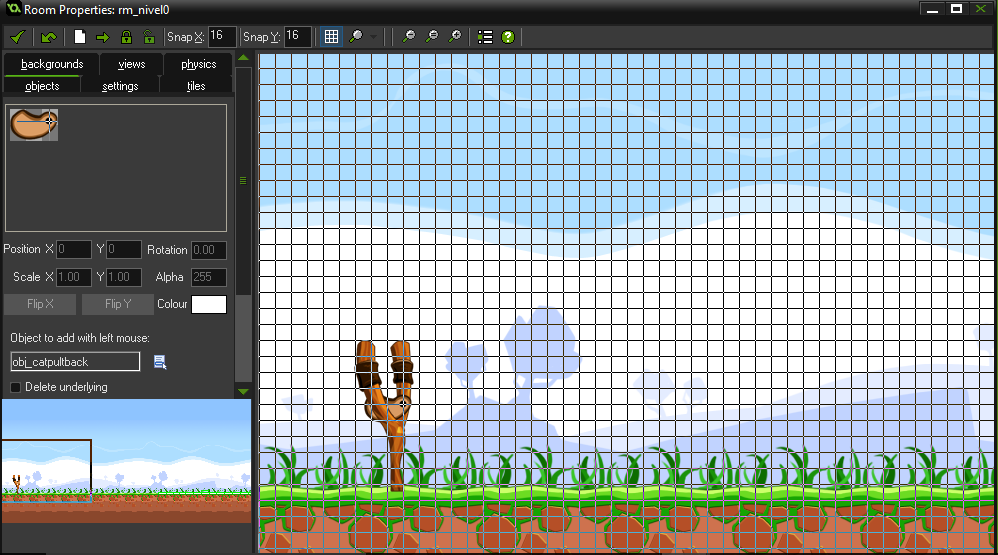 Room Properties: rm_nivel0
Snap X: 16 Snap Y: 16
backgrounds views physics
objects settings tiles
Position X 0 Y 0 Rotation 0.00
Scale X 1.00 Y 1.00 Alpha 255
Flip X Flip Y Colour
Object to add with left mouse:
obj_catpultback
Delete underlying